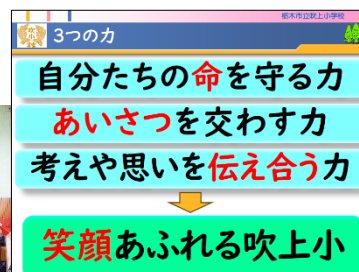 栃木市立吹上小学校
3つの力
自分たちの命を守る力
あいさつを交わす力
考えや思いを伝え合う力
笑顔あふれる吹上小